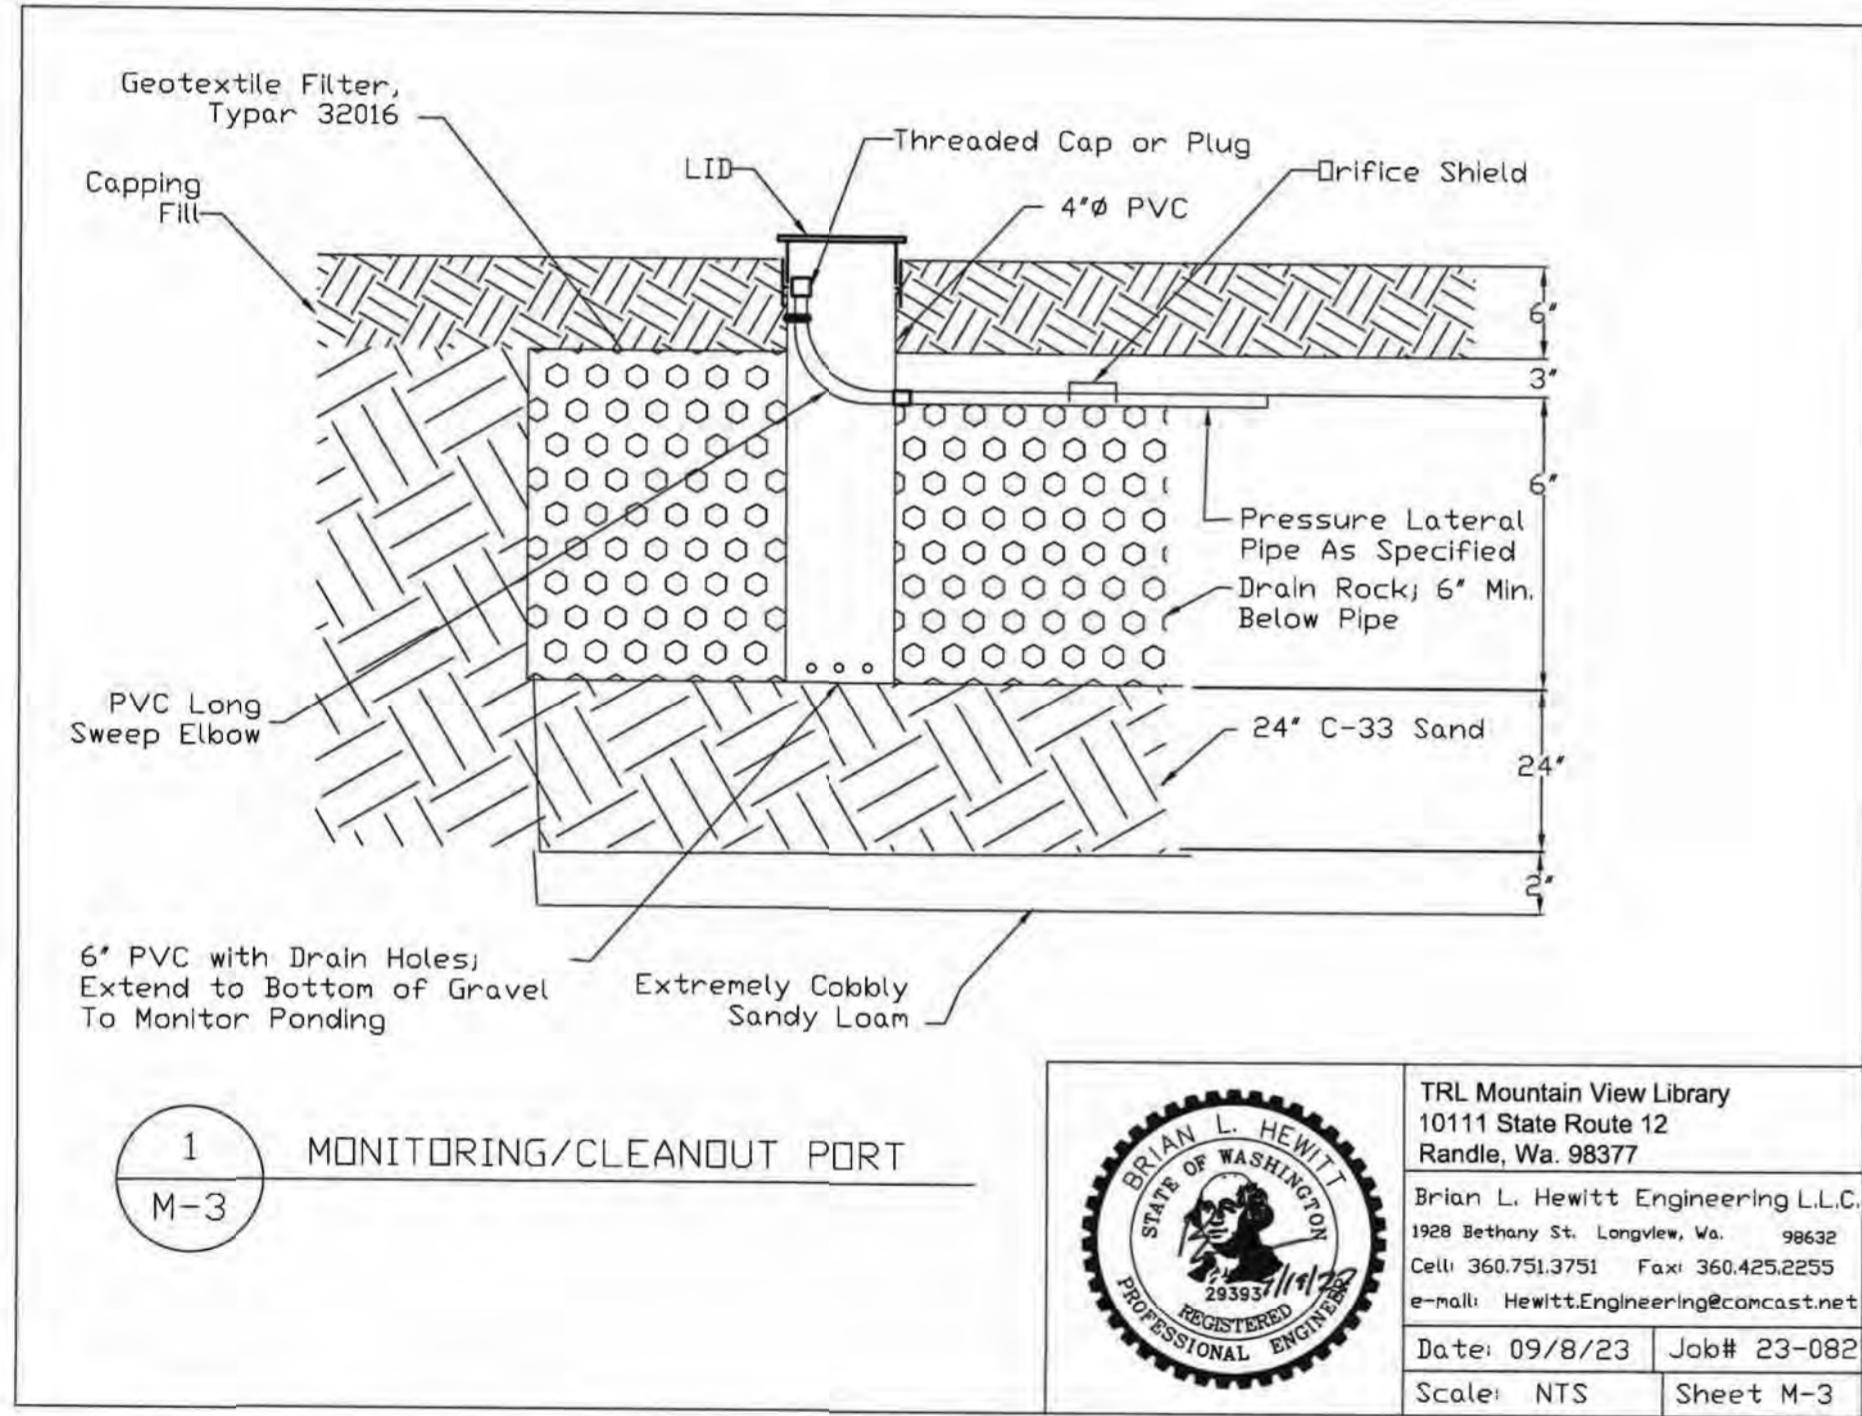 Geotextile Filter,
Typar 32016
Capping
Fill
LID
Threaded Cap or Plug
4"Ø PVC
Orifice Shield
6"
3"
6"
Pressure Lateral
Pipe As Specified
Drain Rock; 6" Min.
Below Pipe
PVC Long
Sweep Elbow
24" C-33 Sand
24"
2"
6" PVC with Drain Holes;
Extend to Bottom of Gravel
To Monitor Ponding
Extremely Cobbly
Sandy Loam
1
M-3
MONITORING/CLEANOUT PORT
BRIAN L. HEWITT
STATE OF WASHINGTON
29393
REGISTERED
PROFESSIONAL ENGINEER
TRL Mountain View Library
10111 State Route 12
Randle, Wa. 98377
Brian L. Hewitt Engineering L.L.C.
1928 Bethany St. Longview, Wa. 98632
Cell: 360.751.3751 Fax: 360.425.2255
e-mail: Hewitt.Engineering@comcast.net
Date: 09/8/23 Job# 23-082
Scale: NTS Sheet M-3